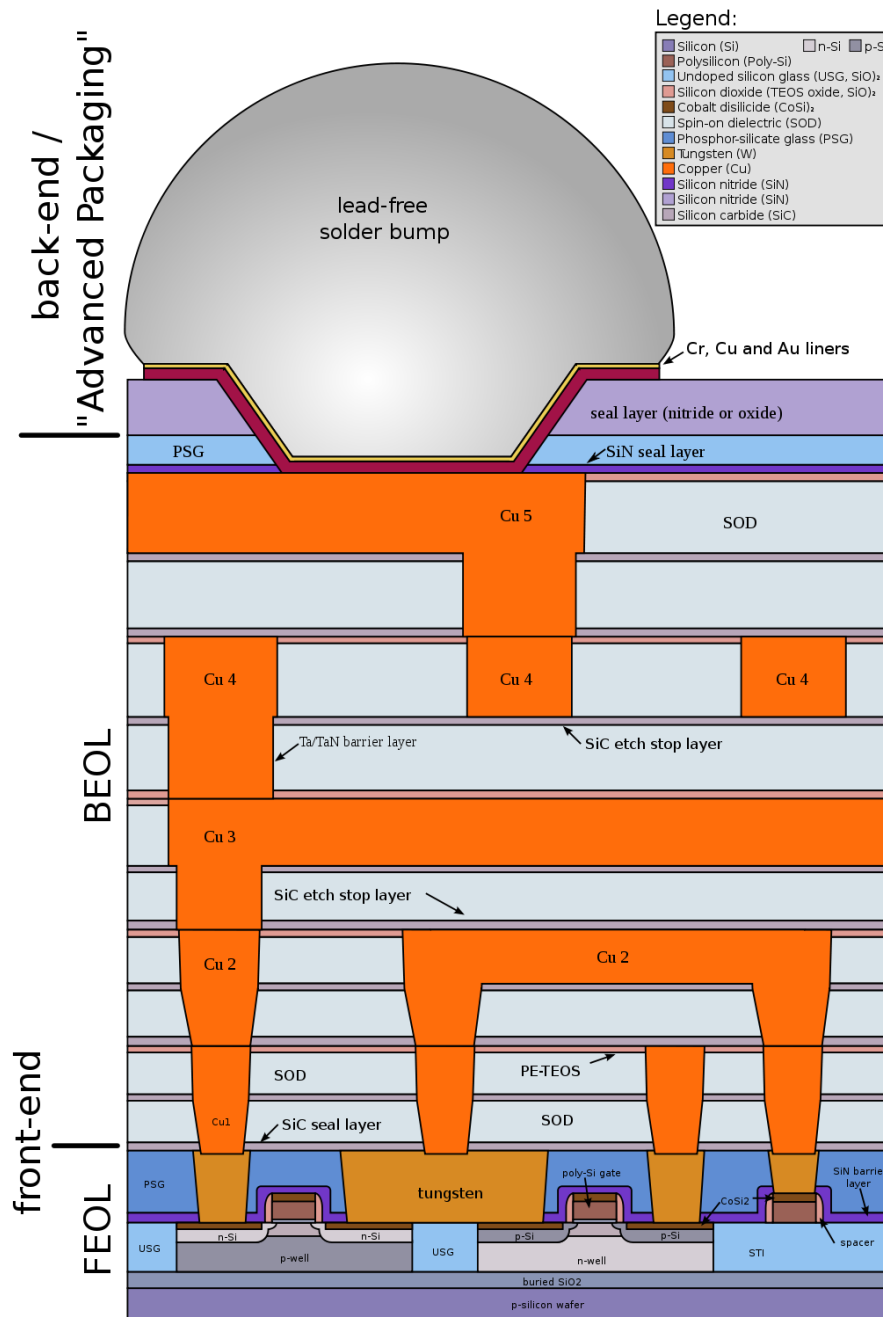 Legend:
Silicon (Si)
n-Si
p-S
Polysilicon (Poly-Si)
Undoped silicon glass (USG, SiO)₂
Silicon dioxide (TEOS oxide, SiO)₂
Cobalt disilicide (CoSi)₂
Spin-on dielectric (SOD)
Phosphor-silicate glass (PSG)
Tungsten (W)
Copper (Cu)
Silicon nitride (SiN)
Silicon nitride (SiN)
Silicon carbide (SiC)
back-end /
"Advanced Packaging"
lead-free
solder bump
Cr, Cu and Au liners
seal layer (nitride or oxide)
PSG
SiN seal layer
Cu 5
SOD
Cu 4
Cu 4
Cu 4
Ta/TaN barrier layer
SiC etch stop layer
BEOL
Cu 3
SiC etch stop layer
Cu 2
Cu 2
front-end
SOD
PE-TEOS
Cu1
SiC seal layer
SOD
FEOL
PSG
tungsten
poly-Si gate
CoSi2
SiN barrier
layer
spacer
USG
n-Si
n-Si
p-well
USG
p-Si
p-Si
n-well
STI
buried SiO2
p-silicon wafer